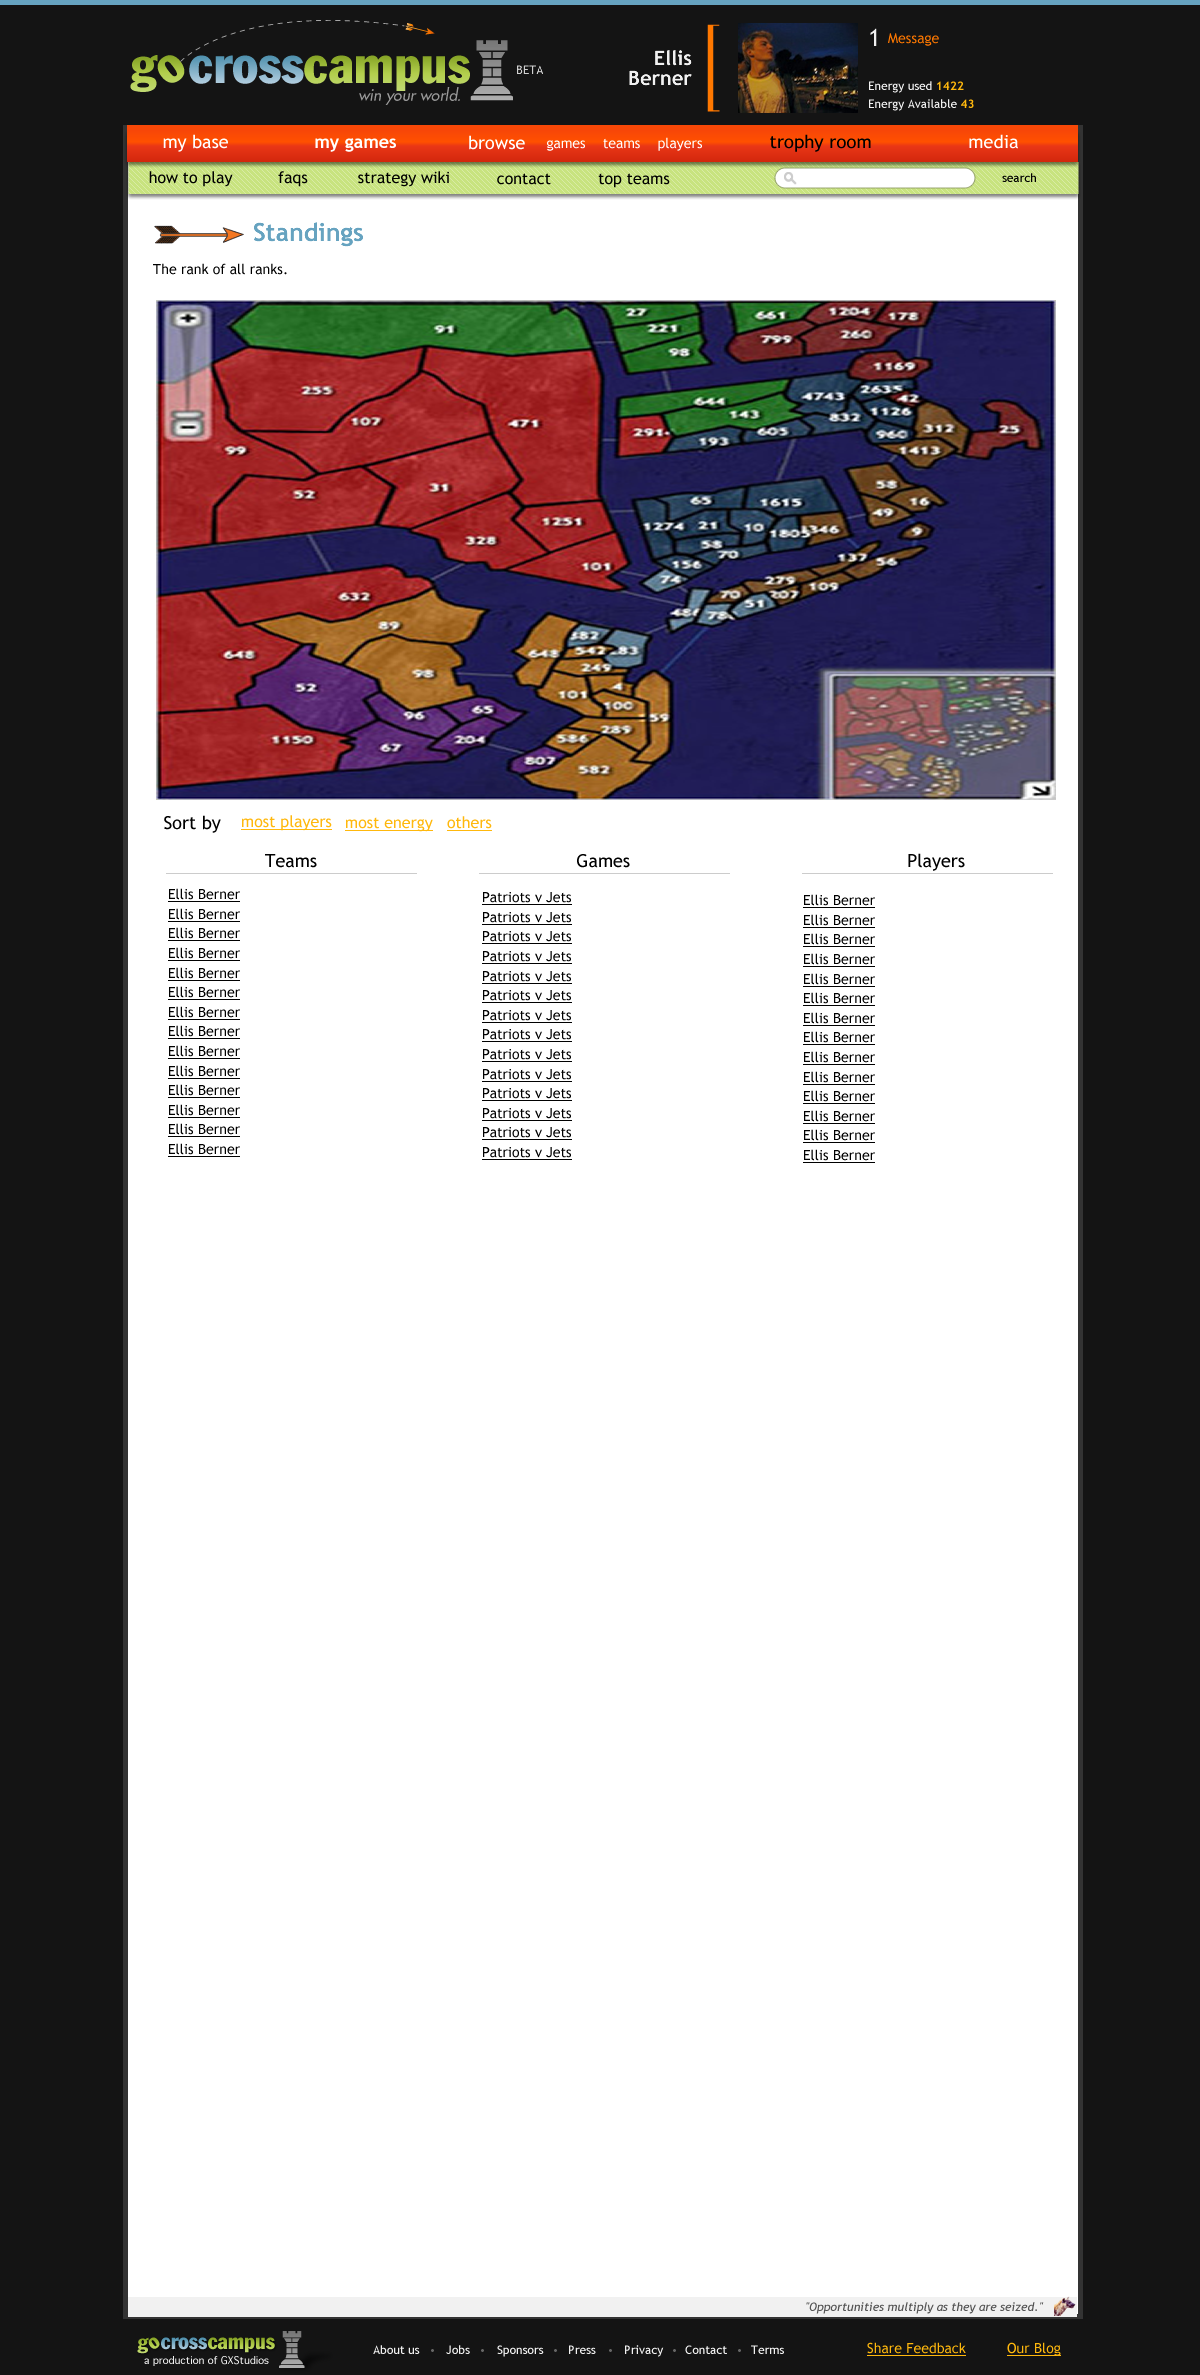 gocrosscampus BETA
win your world.
Ellis
Berner
1 Message
Energy used 1422
Energy Available 43
my base my games browse games teams players trophy room media
how to play faqs strategy wiki contact top teams search
Standings
The rank of all ranks.
91 27 661 1204 178
221 799 260
98 1169
255 644 4743 2635 42
107 471 143 832 1126
99 291 193 605 960 312 25
1413
52 31 65 1615 58 16
1251 1274 21 10 1805 346 49
328 58 70 9
101 156 137 56
632 74 279 109
89 70 207
51
648 98 648 542 83
52 249
96 65 101 4
100 59
1150 67 204 586 289
807 582
Sort by most players most energy others
Teams Games Players
Ellis Berner Patriots v Jets Ellis Berner
Ellis Berner Patriots v Jets Ellis Berner
Ellis Berner Patriots v Jets Ellis Berner
Ellis Berner Patriots v Jets Ellis Berner
Ellis Berner Patriots v Jets Ellis Berner
Ellis Berner Patriots v Jets Ellis Berner
Ellis Berner Patriots v Jets Ellis Berner
Ellis Berner Patriots v Jets Ellis Berner
Ellis Berner Patriots v Jets Ellis Berner
Ellis Berner Patriots v Jets Ellis Berner
Ellis Berner Patriots v Jets Ellis Berner
Ellis Berner Patriots v Jets Ellis Berner
Ellis Berner Patriots v Jets Ellis Berner
Ellis Berner Patriots v Jets Ellis Berner
"Opportunities multiply as they are seized."
gocrosscampus
a production of GXStudios
About us • Jobs • Sponsors • Press • Privacy • Contact • Terms
Share Feedback Our Blog